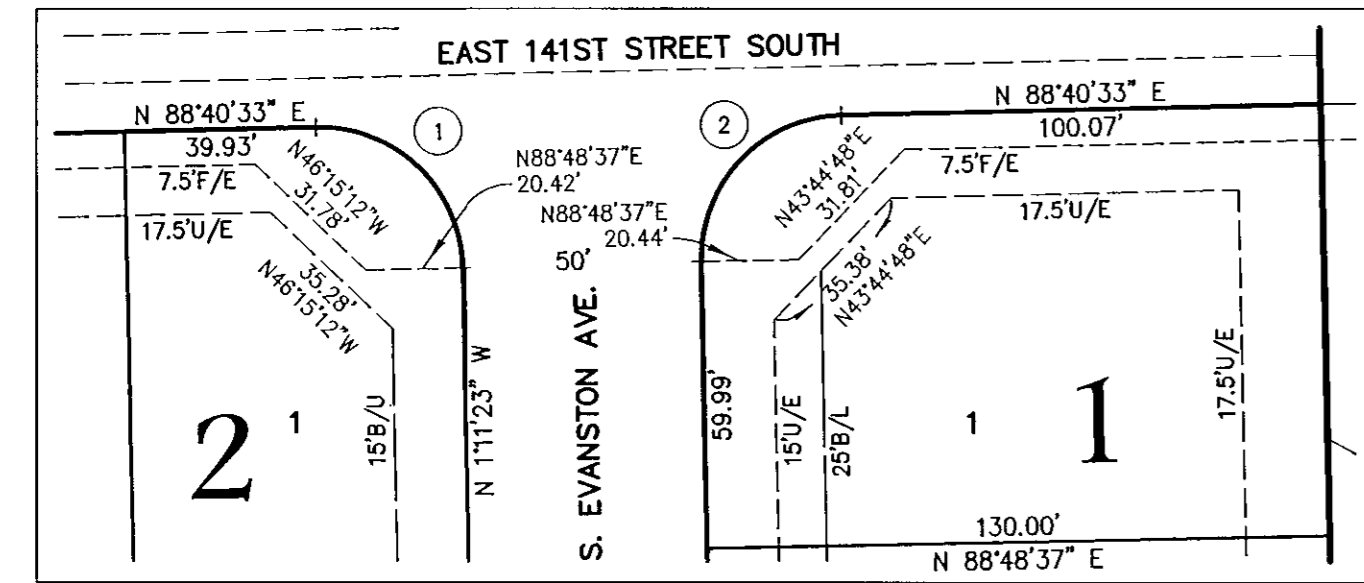 EAST 141ST STREET SOUTH
N 88°40'33" E
39.93'
7.5'F/E
17.5'U/E
1
N46°15'12"W
31.78'
N88°48'37"E
20.42'
35.28'
N46°15'12"W
2
1
15'B/U
N 1°11'23" W
50'
S. EVANSTON AVE.
2
N 88°40'33" E
100.07'
7.5'F/E
17.5'U/E
N43°44'48"E
31.81'
N88°48'37"E
20.44'
35.38'
N43°44'48"E
59.99'
15'U/E
25'B/L
1
1
17.5'U/E
130.00'
N 88°48'37" E